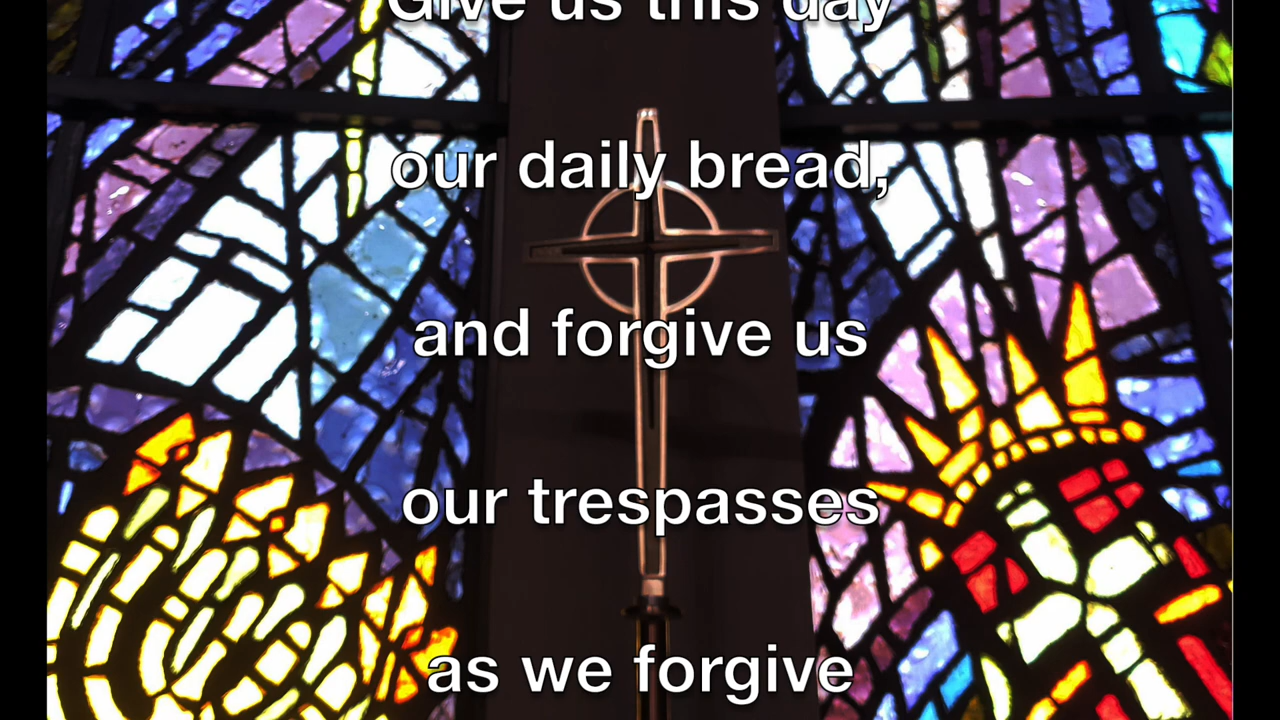 Give us this day
our daily bread,
and forgive us
our trespasses
as we forgive